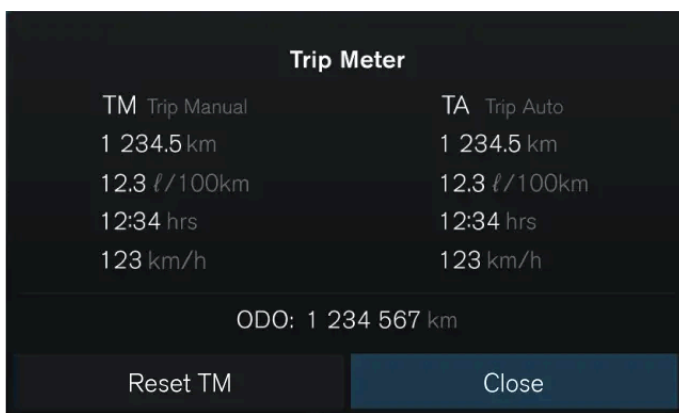 Trip Meter
TM Trip Manual
1 234.5 km
12.3 ℓ/100km
12:34 hrs
123 km/h
TA Trip Auto
1 234.5 km
12.3 ℓ/100km
12:34 hrs
123 km/h
ODO: 1 234 567 km
Reset TM
Close